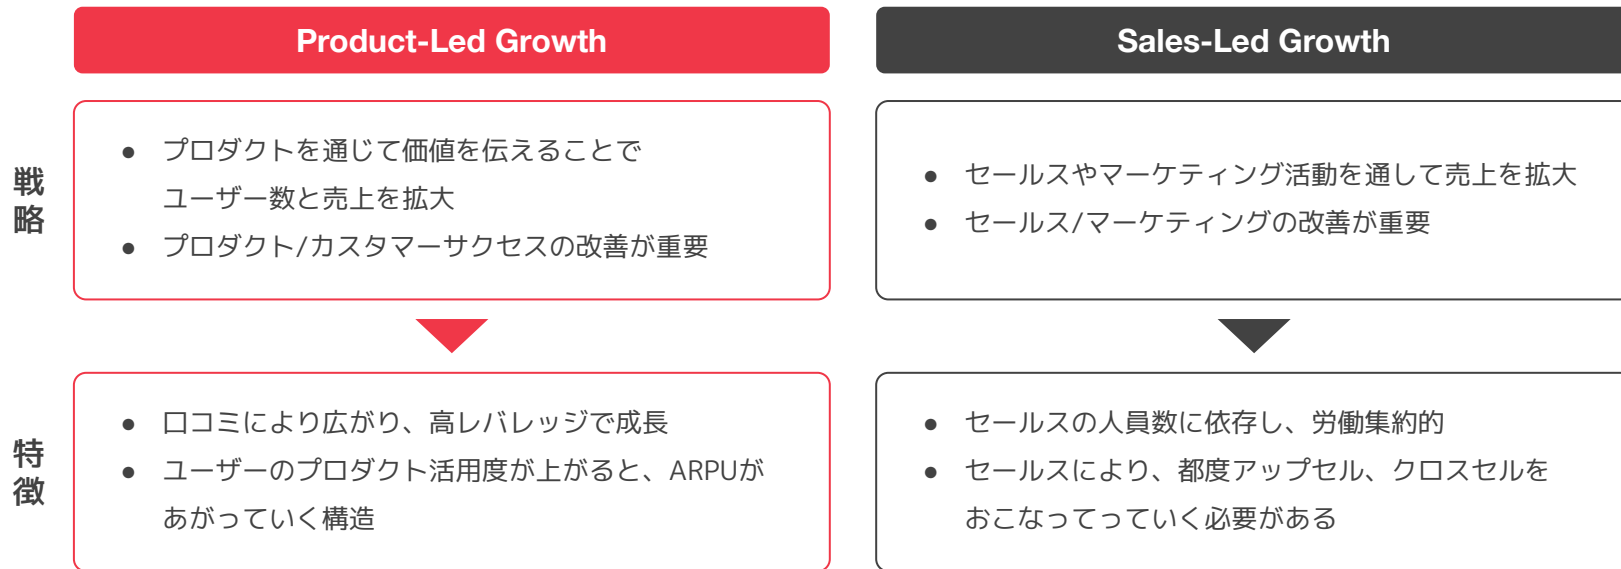 Product-Led Growth
Sales-Led Growth
戦略
● プロダクトを通じて価値を伝えることで
ユーザー数と売上を拡大
● プロダクト/カスタマーサクセスの改善が重要
● セールスやマーケティング活動を通して売上を拡大
● セールス/マーケティングの改善が重要
特徴
● 口コミにより広がり、高レバレッジで成長
● ユーザーのプロダクト活用度が上がると、ARPUが
あがっていく構造
● セールスの人員数に依存し、労働集約的
● セールスにより、都度アップセル、クロスセルを
おこなってっていく必要がある